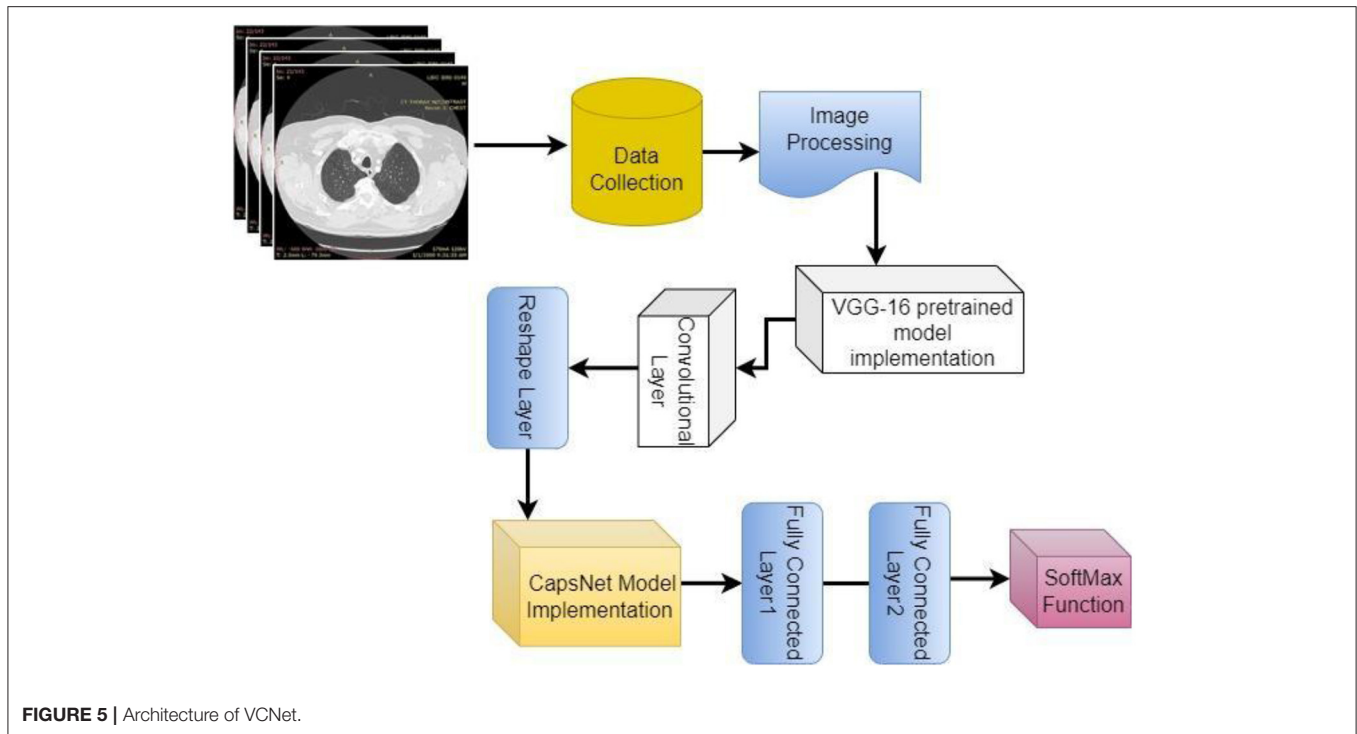 Data
Collection
Image
Processing
VGG-16 pretrained
model
implementation
Convolutional
Layer
Reshape Layer
CapsNet Model
Implementation
Fully Connected
Layer1
Fully Connected
Layer2
SoftMax
Function
FIGURE 5 | Architecture of VCNet.